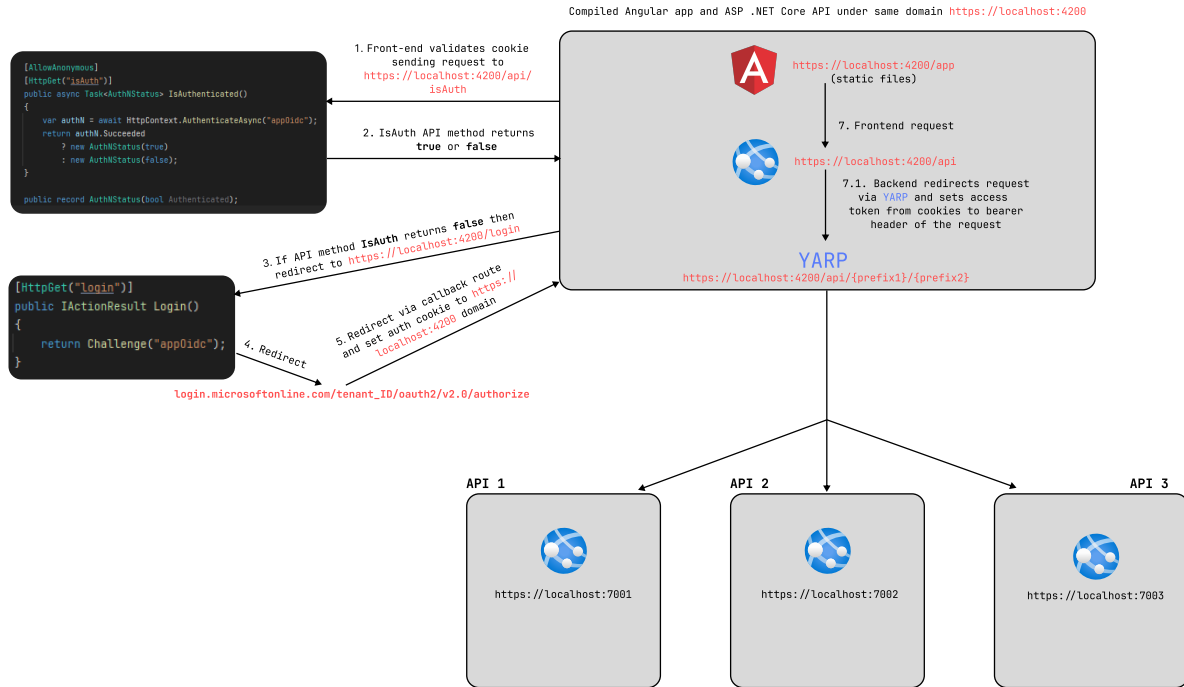 Compiled Angular app and ASP .NET Core API under same domain https://localhost:4200
[AllowAnonymous]
[HttpGet("isAuth")]
public async Task<AuthNStatus> IsAuthenticated()
{
var authN = await HttpContext.AuthenticateAsync("appOidc");
return authN.Succeeded
? new AuthNStatus(true)
: new AuthNStatus(false);
}
public record AuthNStatus(bool Authenticated);
1. Front-end validates cookie
sending request to
https://localhost:4200/api/
isAuth
2. IsAuth API method returns
true or false
https://localhost:4200/app
(static files)
7. Frontend request
https://localhost:4200/api
7.1. Backend redirects request
via YARP and sets access
token from cookies to bearer
header of the request
YARP
https://localhost:4200/api/{prefix1}/{prefix2}
3. If API method IsAuth returns false then
redirect to https://localhost:4200/login
[HttpGet("login")]
public IActionResult Login()
{
return Challenge("appOidc");
}
4. Redirect
5. Redirect via callback route
and set auth cookie to https://
localhost:4200 domain
login.microsoftonline.com/tenant_ID/oauth2/v2.0/authorize
API 1
API 2
API 3
https://localhost:7001
https://localhost:7002
https://localhost:7003